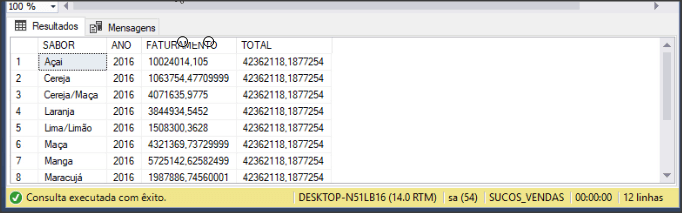 100 %
Resultados Mensagens
SABOR ANO FATURAMENTO TOTAL
1 Açai 2016 10024014,105 42362118,1877254
2 Cereja 2016 1063754,47709999 42362118,1877254
3 Cereja/Maça 2016 4071635,9775 42362118,1877254
4 Laranja 2016 3844934,5452 42362118,1877254
5 Lima/Limão 2016 1508300,3628 42362118,1877254
6 Maça 2016 4321369,73729999 42362118,1877254
7 Manga 2016 5725142,62582499 42362118,1877254
8 Maracujá 2016 1987886,74560001 42362118,1877254
Consulta executada com êxito. DESKTOP-N51LB16 (14.0 RTM) sa (54) SUCOS_VENDAS 00:00:00 12 linhas